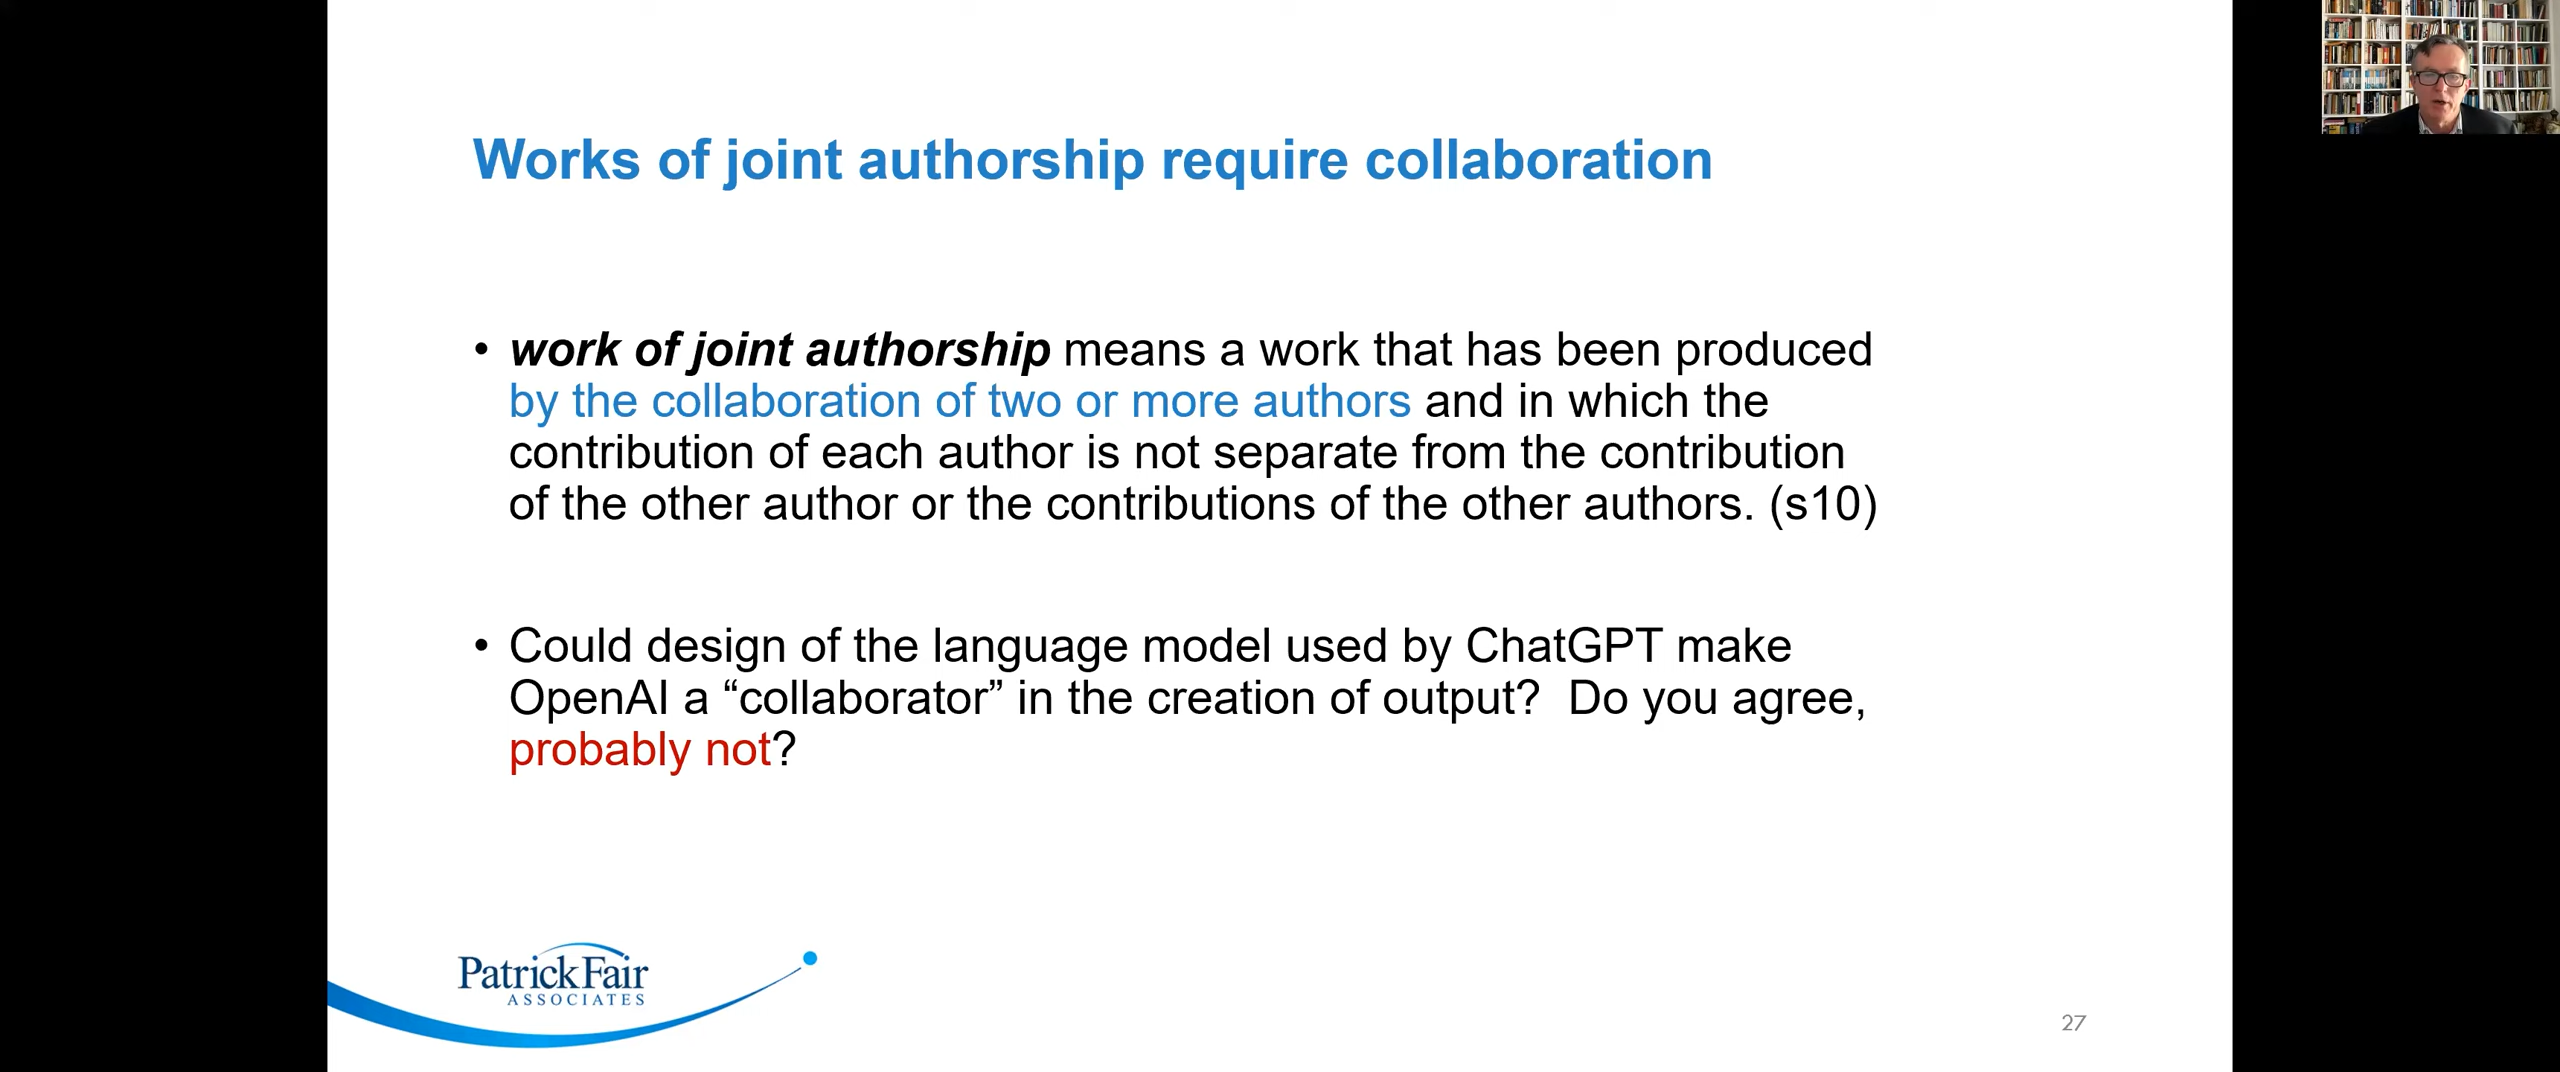 Works of joint authorship require collaboration
• work of joint authorship means a work that has been produced
by the collaboration of two or more authors and in which the
contribution of each author is not separate from the contribution
of the other author or the contributions of the other authors. (s10)
• Could design of the language model used by ChatGPT make
OpenAI a “collaborator” in the creation of output?  Do you agree,
probably not?
PatrickFair
ASSOCIATES
27